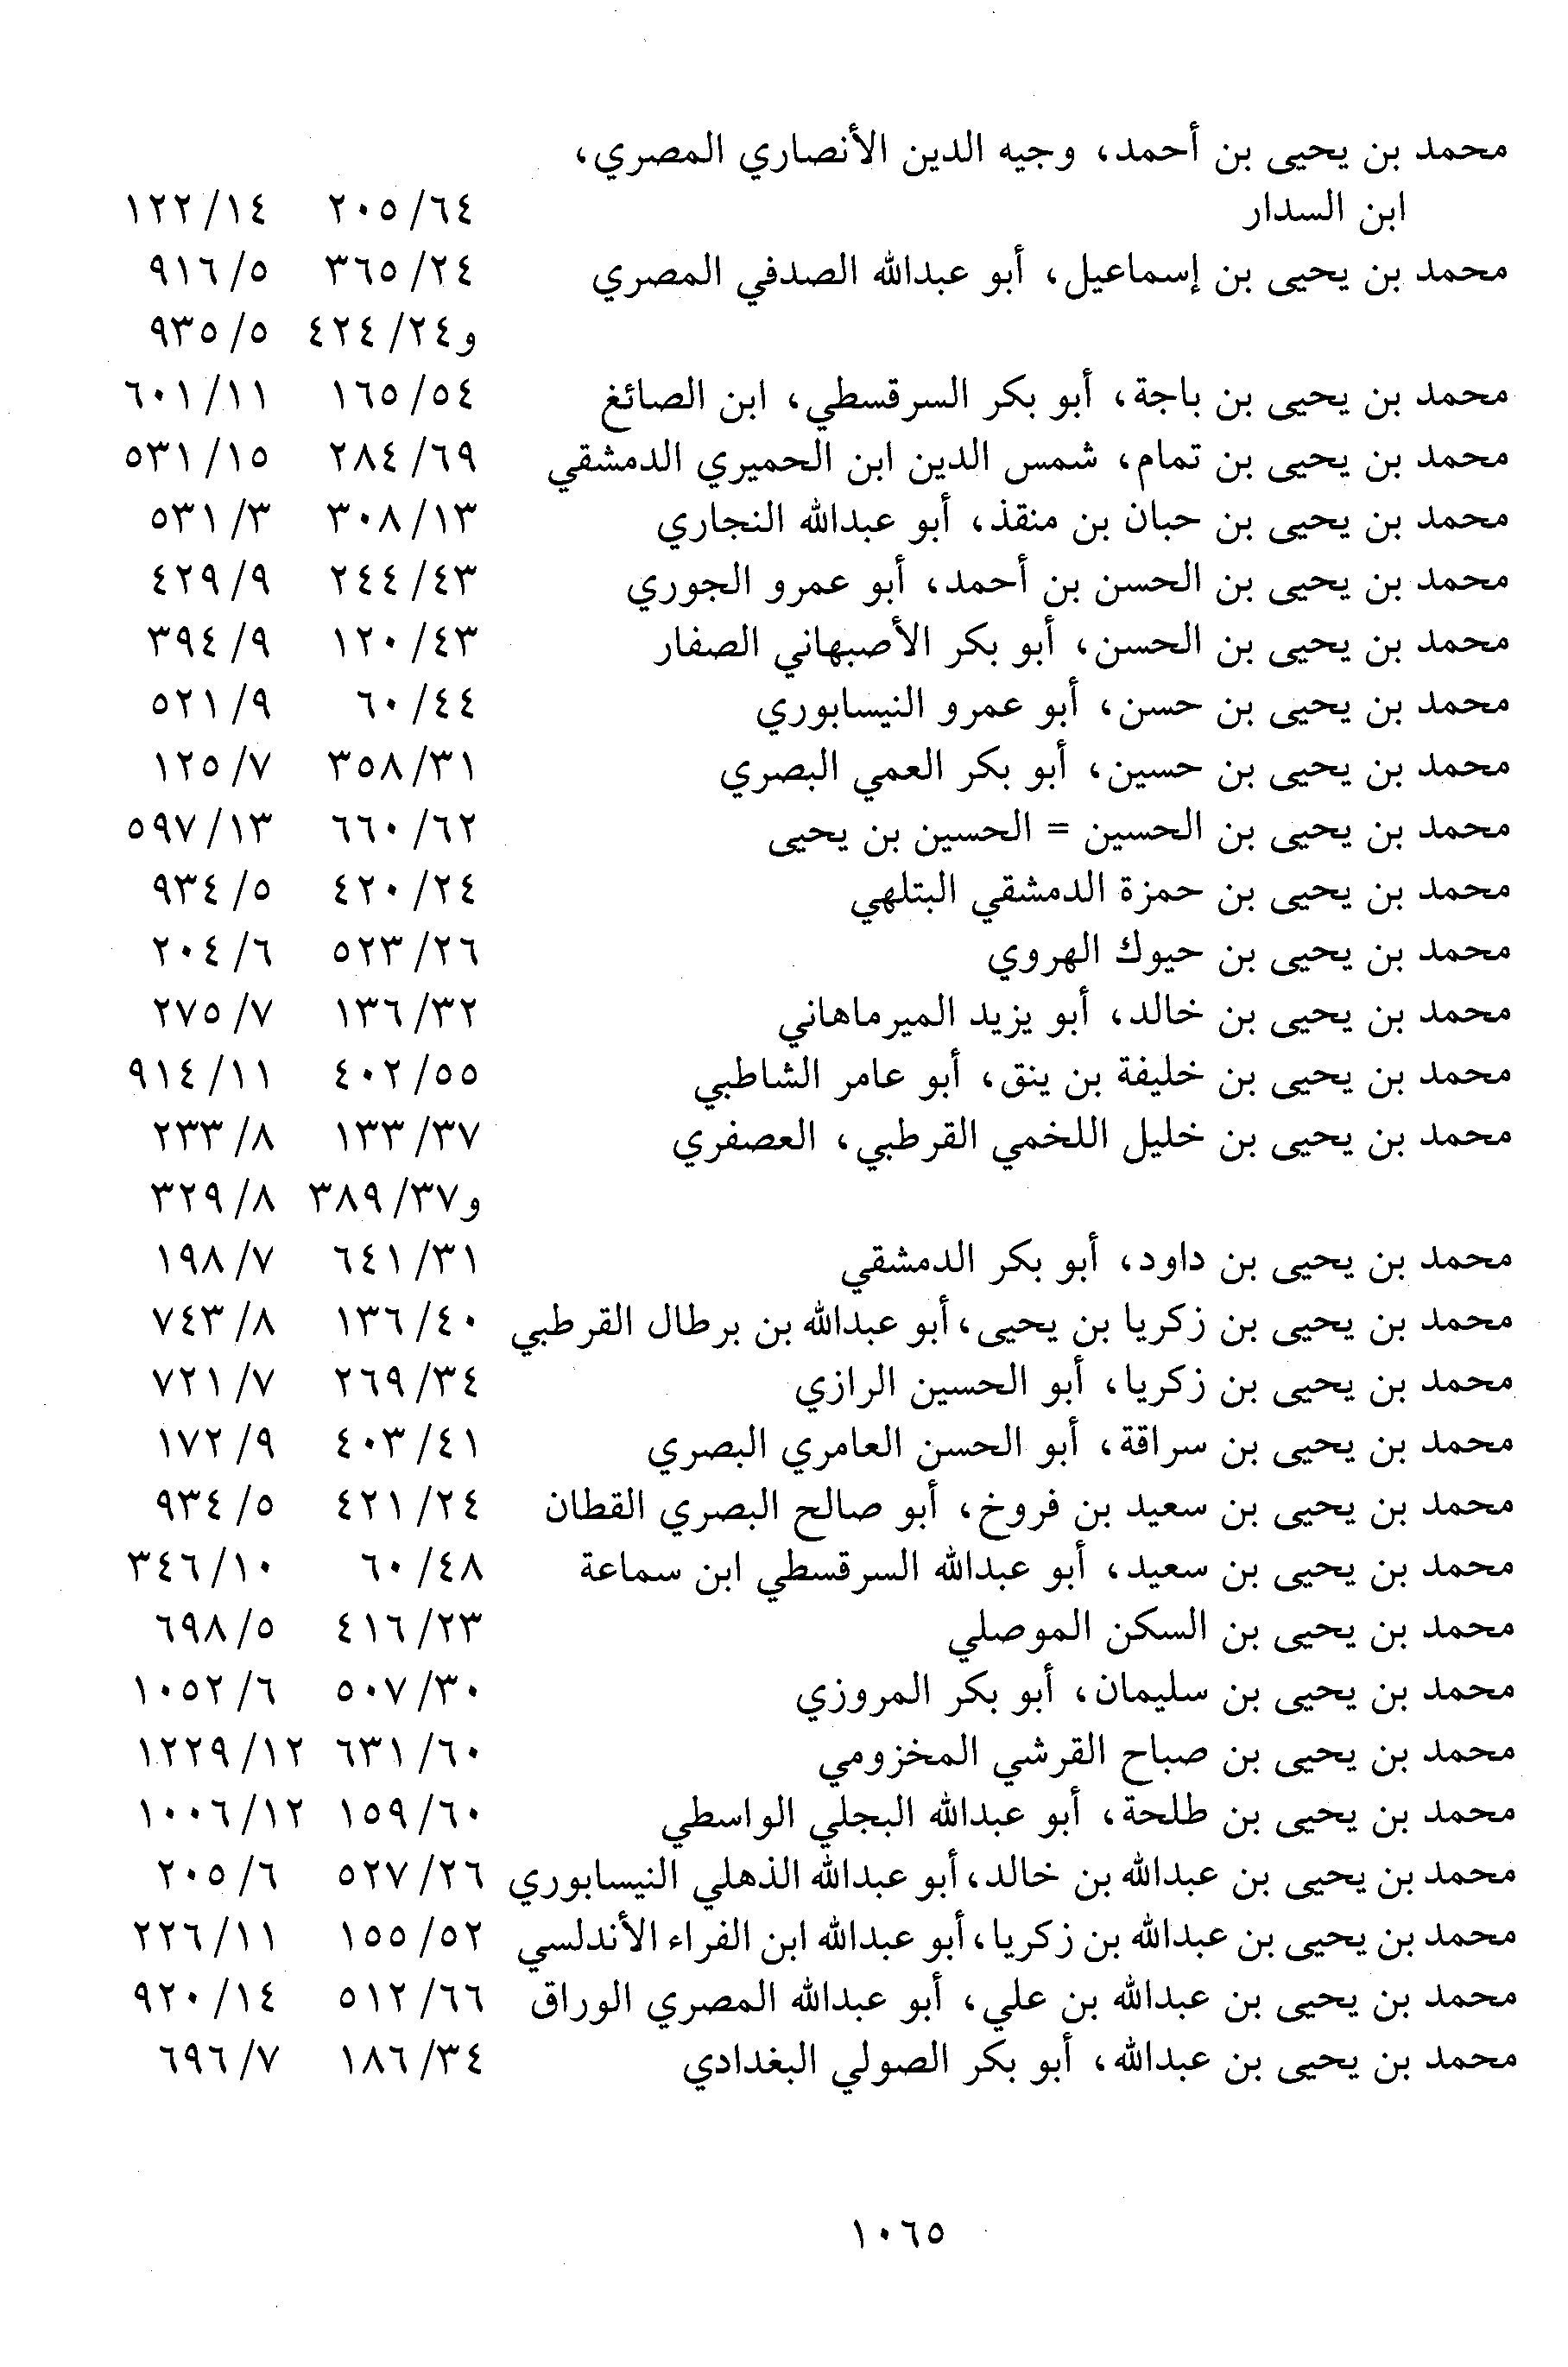 محمد بن يحيى بن أحمد، وجيه الدين الأنصاري المصري،
ابن السدار ٢٠٥/٦٤ ١٢٢/١٤
محمد بن يحيى بن إسماعيل، أبو عبدالله الصدفي المصري ٣٦٥/٢٤ ٩١٦/٥
و٤٢٤/٢٤ ٩٣٥/٥
محمد بن يحيى بن باجة، أبو بكر السرقسطي، ابن الصائغ ١٦٥/٥٤ ٦٠١/١١
محمد بن يحيى بن تمام، شمس الدين ابن الحميري الدمشقي ٢٨٤/٦٩ ٥٣١/١٥
محمد بن يحيى بن حبان بن منقذ، أبو عبدالله النجاري ٣٠٨/١٣ ٥٣١/٣
محمد بن يحيى بن الحسن بن أحمد، أبو عمرو الجوري ٢٤٤/٤٣ ٤٢٩/٩
محمد بن يحيى بن الحسن، أبو بكر الأصبهاني الصفار ١٢٠/٤٣ ٣٩٤/٩
محمد بن يحيى بن حسن، أبو عمرو النيسابوري ٦٠/٤٤ ٥٢١/٩
محمد بن يحيى بن حسين، أبو بكر العمي البصري ٣٥٨/٣١ ١٢٥/٧
محمد بن يحيى بن الحسين = الحسين بن يحيى ٦٦٠/٦٢ ٥٩٧/١٣
محمد بن يحيى بن حمزة الدمشقي البتلهي ٤٢٠/٢٤ ٩٣٤/٥
محمد بن يحيى بن حيوك الهروي ٥٢٣/٢٦ ٢٠٤/٦
محمد بن يحيى بن خالد، أبو يزيد الميرماهاني ١٣٦/٣٢ ٢٧٥/٧
محمد بن يحيى بن خليفة بن ينق، أبو عامر الشاطبي ٤٠٢/٥٥ ٩١٤/١١
محمد بن يحيى بن خليل اللخمي القرطبي، العصفري ١٣٣/٣٧ ٢٣٣/٨
و٣٨٩/٣٧ ٣٢٩/٨
محمد بن يحيى بن داود، أبو بكر الدمشقي ٦٤١/٣١ ١٩٨/٧
محمد بن يحيى بن زكريا بن يحيى، أبو عبدالله بن برطال القرطبي ١٣٦/٤٠ ٧٤٣/٨
محمد بن يحيى بن زكريا، أبو الحسين الرازي ٢٦٩/٣٤ ٧٢١/٧
محمد بن يحيى بن سراقة، أبو الحسن العامري البصري ٤٠٣/٤١ ١٧٢/٩
محمد بن يحيى بن سعيد بن فروخ، أبو صالح البصري القطان ٤٢١/٢٤ ٩٣٤/٥
محمد بن يحيى بن سعيد، أبو عبدالله السرقسطي ابن سماعة ٦٠/٤٨ ٣٤٦/١٠
محمد بن يحيى بن السكن الموصلي ٤١٦/٢٣ ٦٩٨/٥
محمد بن يحيى بن سليمان، أبو بكر المروزي ٥٠٧/٣٠ ١٠٥٢/٦
محمد بن يحيى بن صباح القرشي المخزومي ٦٣١/٦٠ ١٢٢٩/١٢
محمد بن يحيى بن طلحة، أبو عبدالله البجلي الواسطي ١٥٩/٦٠ ١٠٠٦/١٢
محمد بن يحيى بن عبدالله بن خالد، أبو عبدالله الذهلي النيسابوري ٥٢٧/٢٦ ٢٠٥/٦
محمد بن يحيى بن عبدالله بن زكريا، أبو عبدالله ابن الفراء الأندلسي ١٥٥/٥٢ ٢٢٦/١١
محمد بن يحيى بن عبدالله بن علي، أبو عبدالله المصري الوراق ٥١٢/٦٦ ٩٢٠/١٤
محمد بن يحيى بن عبدالله، أبو بكر الصولي البغدادي ١٨٦/٣٤ ٦٩٦/٧
١٠٦٥